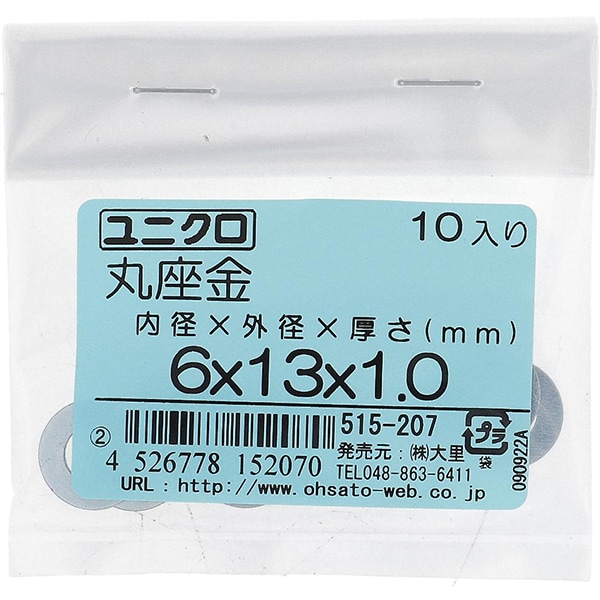 ユニクロ 10入り
丸座金
内径×外径×厚さ(mm)
6x13x1.0
515-207
② 発売元：㈱大里
4 526778 152070 TEL048-863-6411
URL：http://www.ohsato-web.co.jp
プラ
袋
090922A